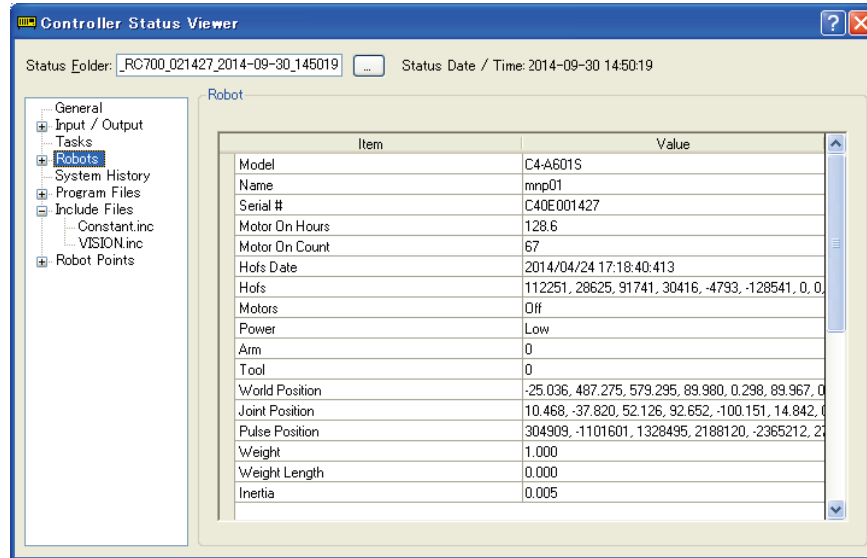 Controller Status Viewer
Status Folder: _RC700_021427_2014-09-30_145019 ... Status Date / Time: 2014-09-30 14:50:19
General
Input / Output
Tasks
Robots
System History
Program Files
Include Files
Constant.inc
VISION.inc
Robot Points
Robot
Item Value
Model C4-A601S
Name mnp01
Serial # C40E001427
Motor On Hours 128.6
Motor On Count 67
Hofs Date 2014/04/24 17:18:40:413
Hofs 112251, 28625, 91741, 30416, -4793, -128541, 0, 0,
Motors Off
Power Low
Arm 0
Tool 0
World Position -25.036, 487.275, 579.295, 89.980, 0.298, 89.967,
Joint Position 10.468, -37.820, 52.126, 92.652, -100.151, 14.842,
Pulse Position 304909, -1101601, 1328495, 2188120, -2365212,
Weight 1.000
Weight Length 0.000
Inertia 0.005